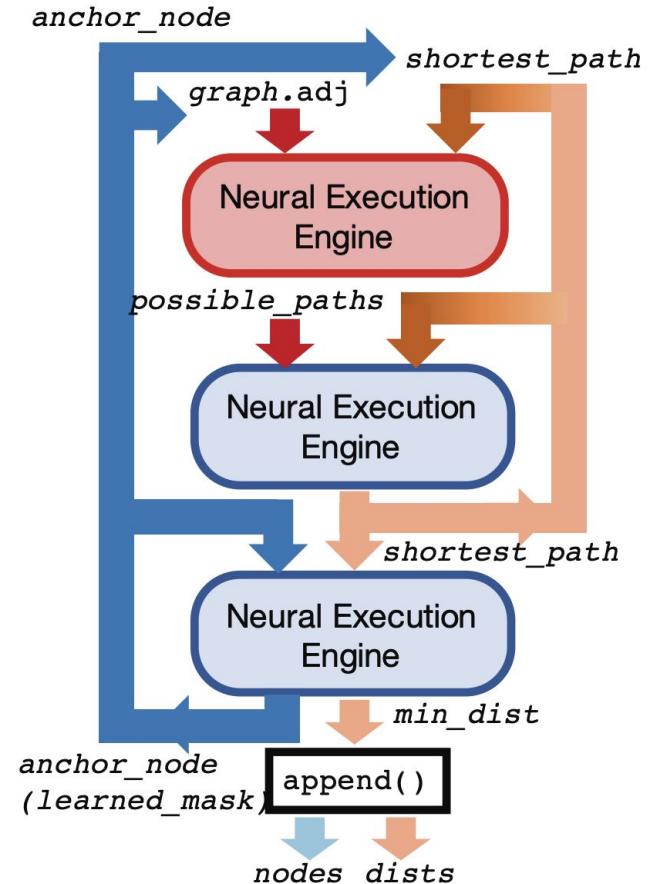 anchor_node
shortest_path
graph.adj
Neural Execution
Engine
possible_paths
Neural Execution
Engine
shortest_path
Neural Execution
Engine
min_dist
anchor_node
(learned_mask)
append()
nodes dists